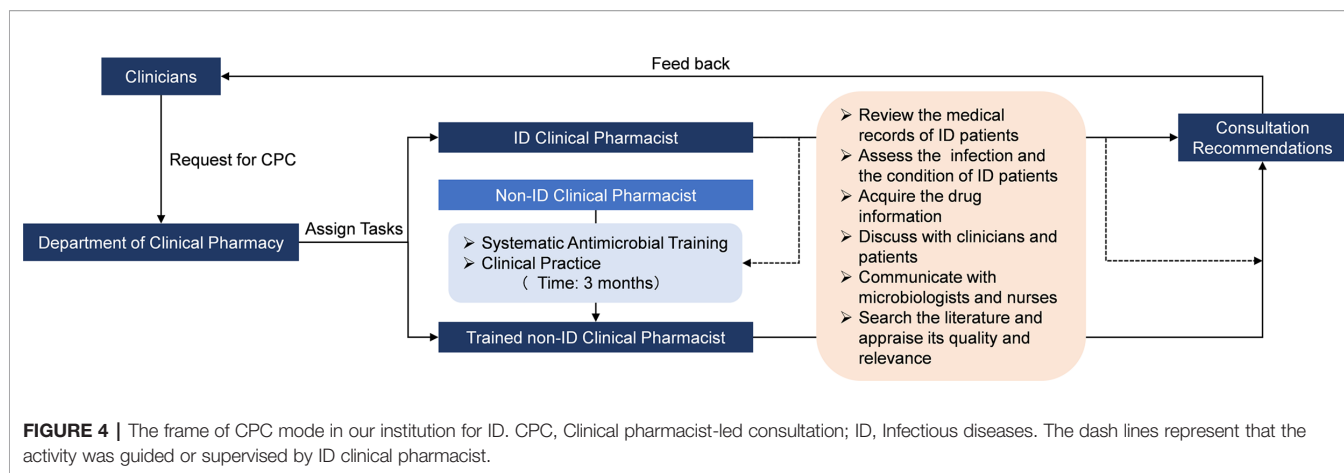 Feed back
Clinicians
Request for CPC
Department of Clinical Pharmacy
Assign Tasks
ID Clinical Pharmacist
Non-ID Clinical Pharmacist
➢ Systematic Antimicrobial Training
➢ Clinical Practice
( Time: 3 months)
Trained non-ID Clinical Pharmacist
➢ Review the medical
records of ID patients
➢ Assess the infection and
the condition of ID patients
➢ Acquire the drug
information
➢ Discuss with clinicians and
patients
➢ Communicate with
microbiologists and nurses
➢ Search the literature and
appraise its quality and
relevance
Consultation
Recommendations
FIGURE 4 | The frame of CPC mode in our institution for ID. CPC, Clinical pharmacist-led consultation; ID, Infectious diseases. The dash lines represent that the
activity was guided or supervised by ID clinical pharmacist.